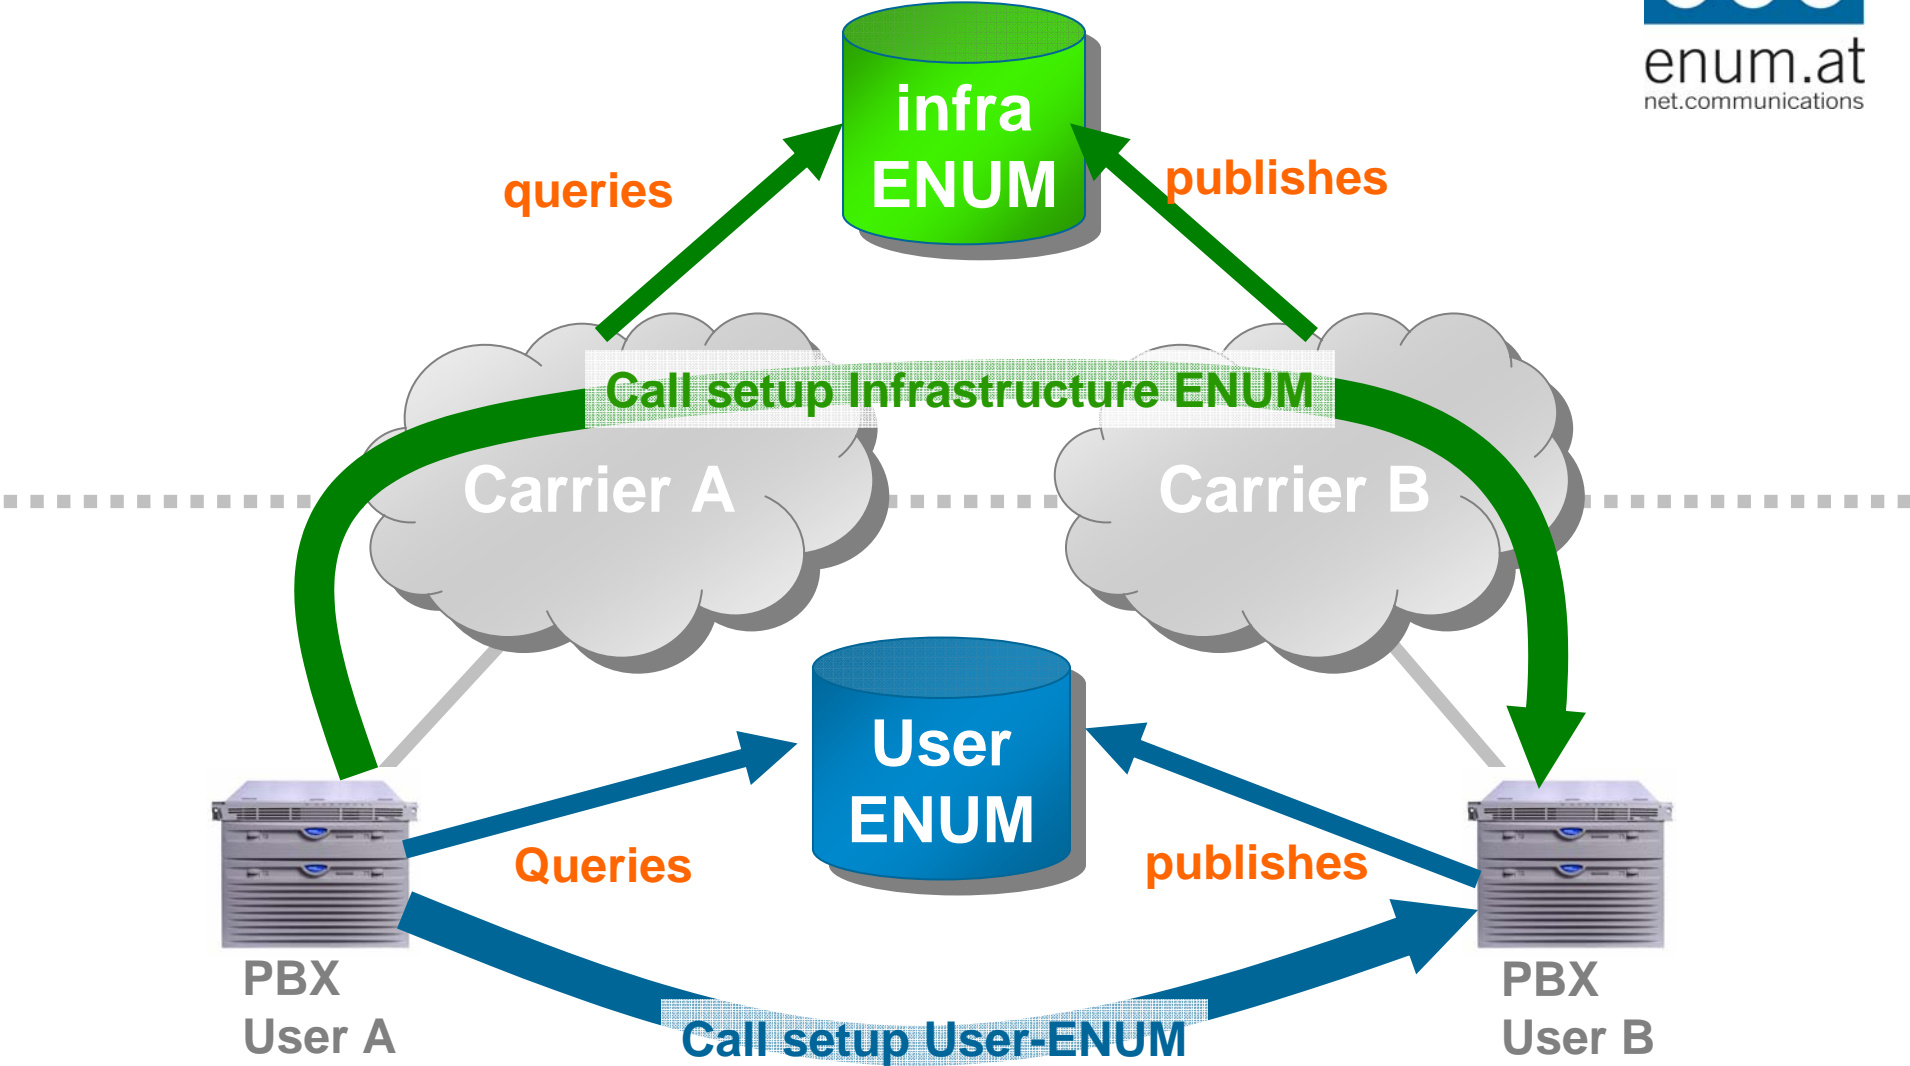 enum.at
net.communications
infra
ENUM
queries
publishes
Call setup Infrastructure ENUM
Carrier A
Carrier B
User
ENUM
Queries
publishes
PBX
User A
PBX
User B
Call setup User-ENUM